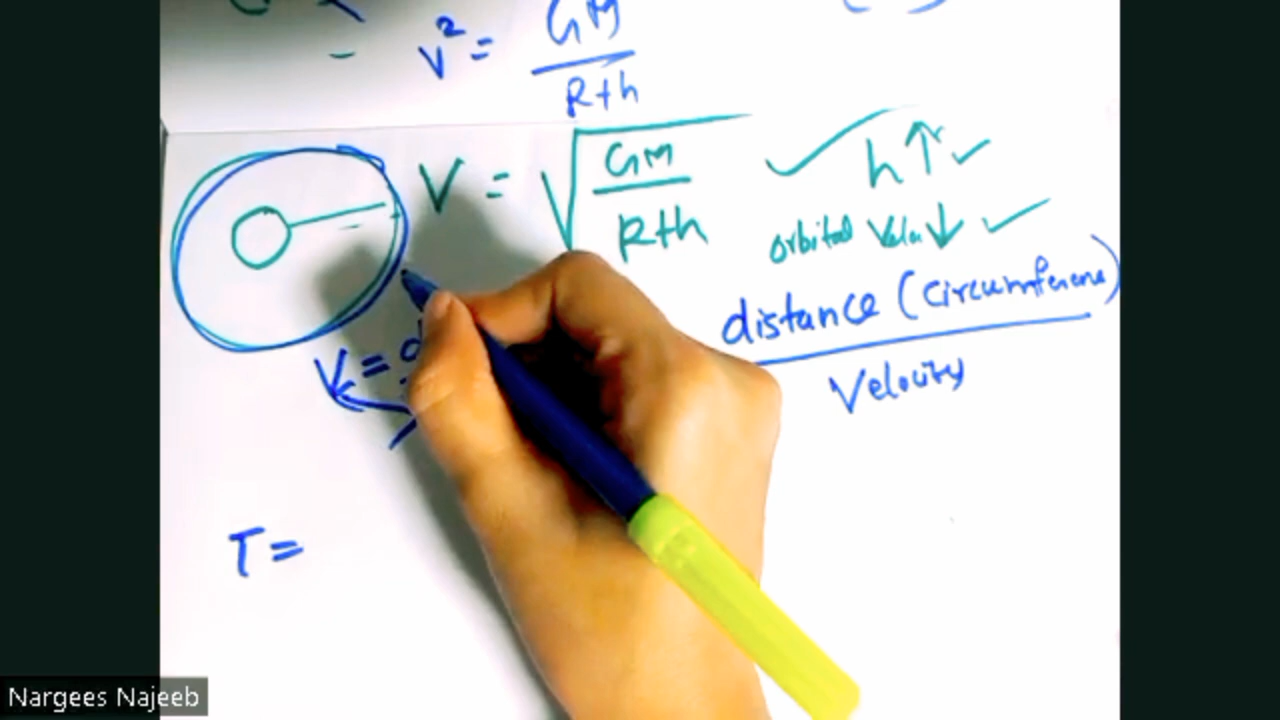 v² = GM / R+h
V = √ GM / R+h ✓ h ↑ ✓
orbital Velo ↓ ✓
distance (circumference)
V = d
Velocity
T =
Nargees Najeeb